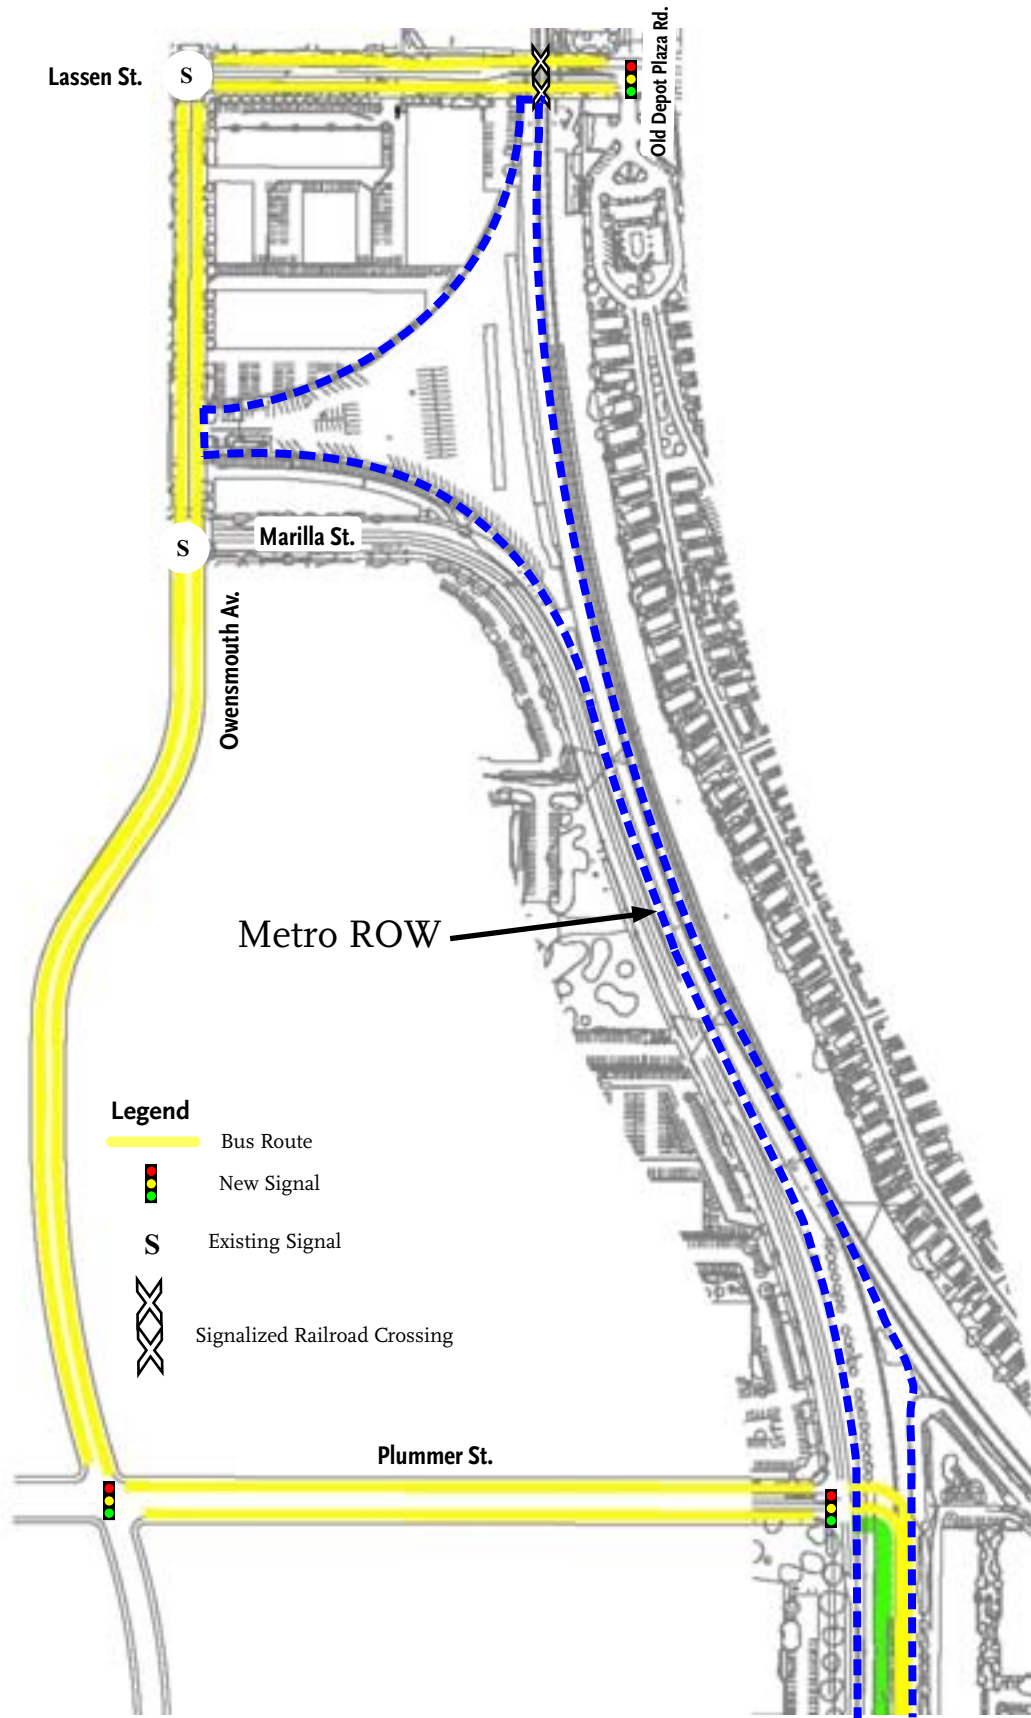 Old Depot Plaza Rd.
Lassen St.
S
Marilla St.
S
Owensmouth Av.
Metro ROW
Legend
Bus Route
New Signal
S
Existing Signal
Signalized Railroad Crossing
Plummer St.